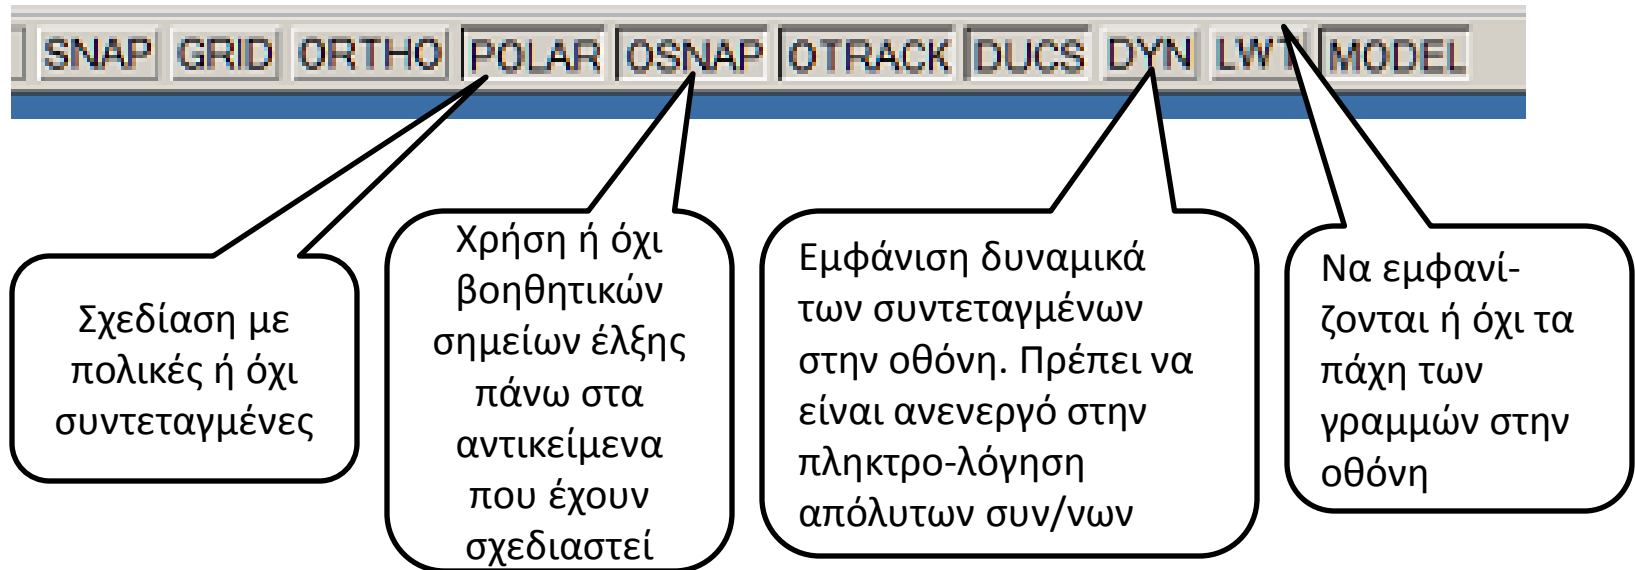 SNAP GRID ORTHO POLAR OSNAP OTRACK DUCS DYN LWT MODEL
Σχεδίαση με
πολικές ή όχι
συντεταγμένες
Χρήση ή όχι
βοηθητικών
σημείων έλξης
πάνω στα
αντικείμενα
που έχουν
σχεδιαστεί
Εμφάνιση δυναμικά
των συντεταγμένων
στην οθόνη. Πρέπει να
είναι ανενεργό στην
πληκτρο-λόγηση
απόλυτων συν/νων
Να εμφανί-
ζονται ή όχι τα
πάχη των
γραμμών στην
οθόνη